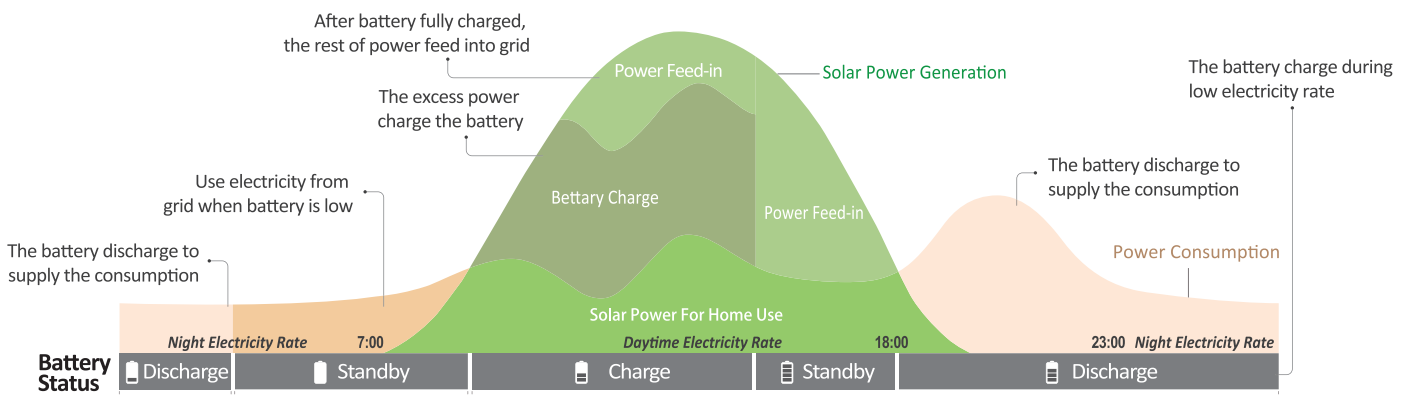 After battery fully charged,
the rest of power feed into grid
Power Feed-in
Solar Power Generation
The battery charge during
low electricity rate
The excess power
charge the battery
The battery discharge to
supply the consumption
Use electricity from
grid when battery is low
Bettary Charge
Power Feed-in
The battery discharge to
supply the consumption
Power Consumption
Solar Power For Home Use
Night Electricity Rate 7:00 Daytime Electricity Rate 18:00 23:00 Night Electricity Rate
Battery
Status
Discharge Standby Charge Standby Discharge